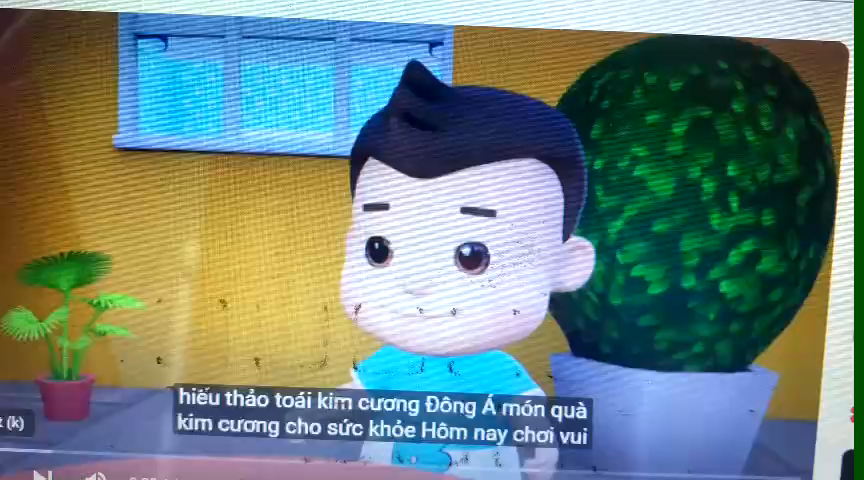 hiếu thảo toái kim cương Đông Á món quà
kim cương cho sức khỏe Hôm nay chơi vui
(k)